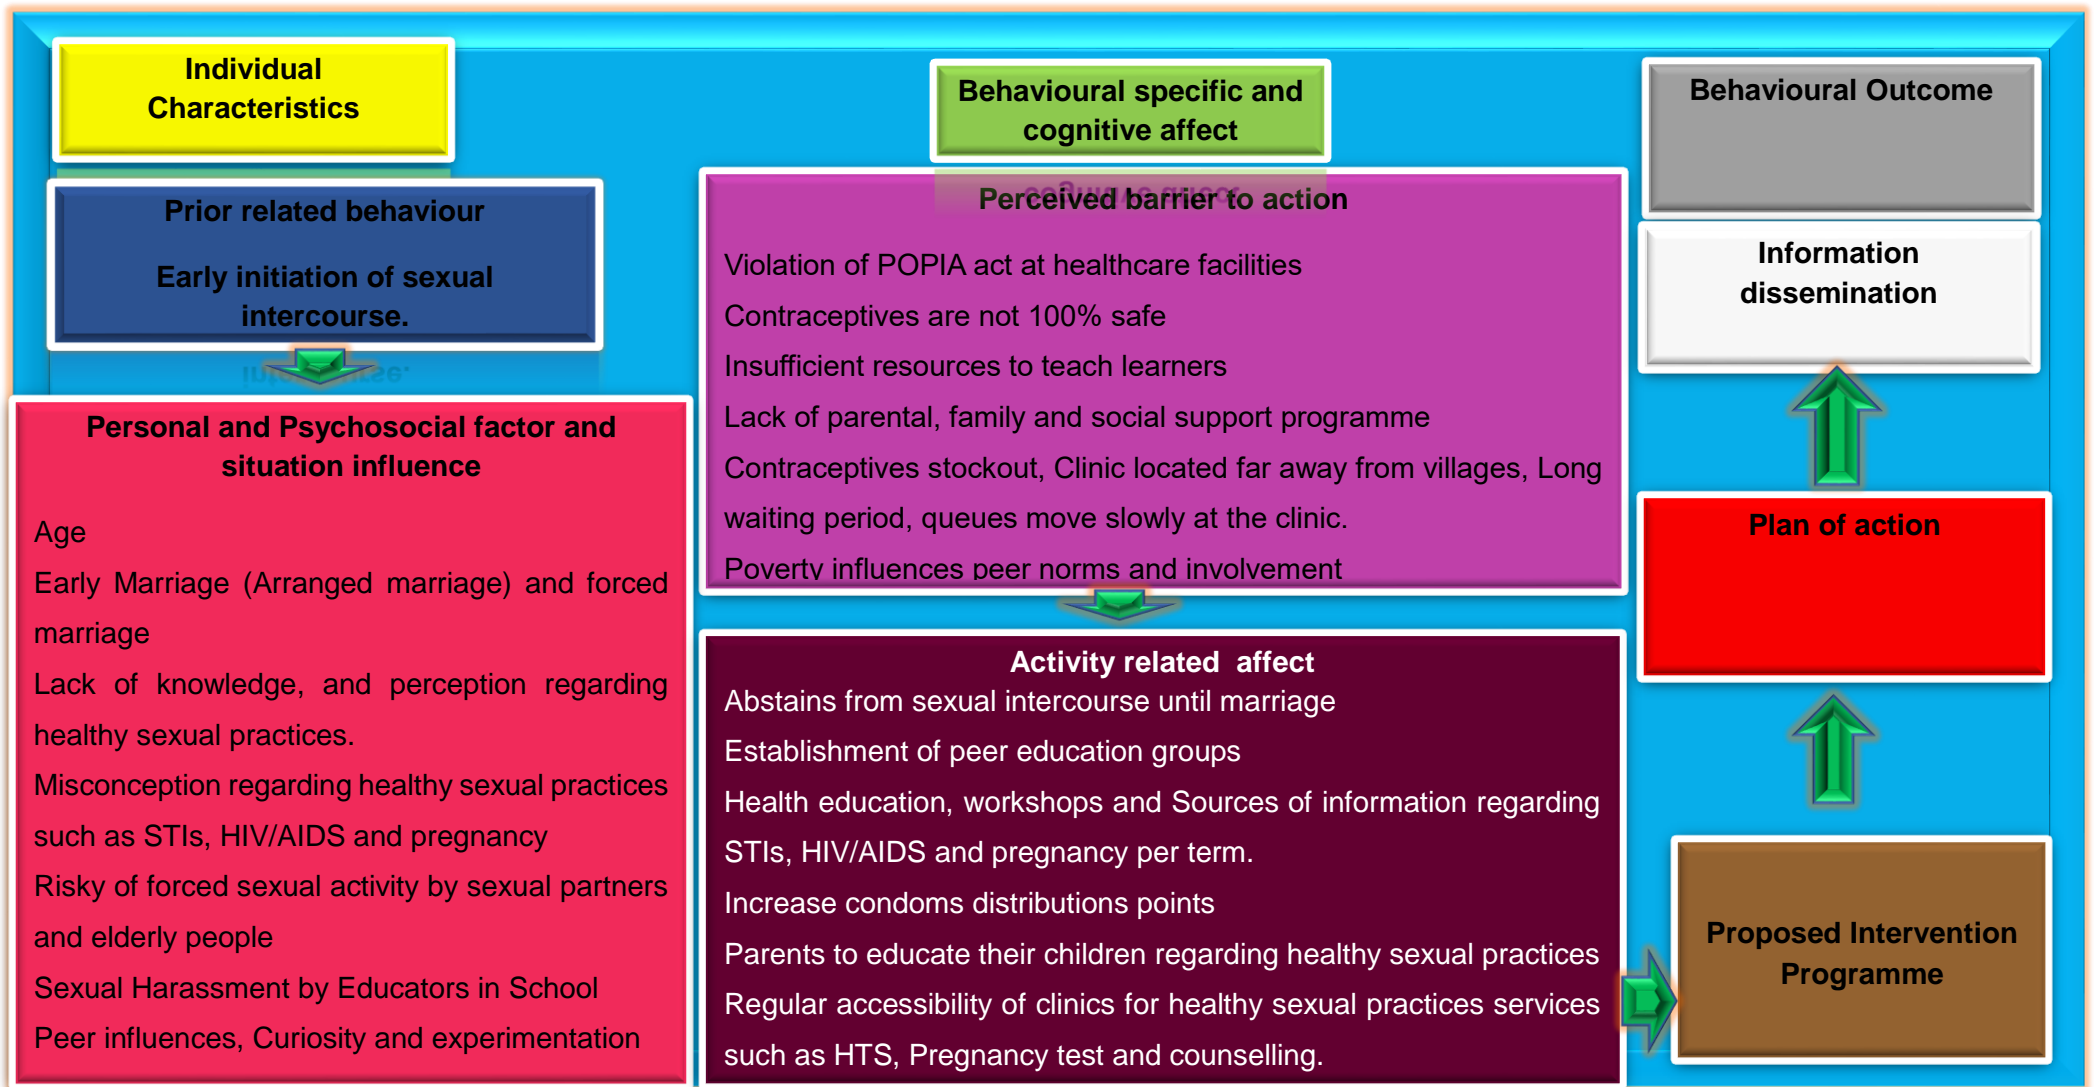 Individual
Characteristics
Prior related behaviour
Early initiation of sexual
intercourse.
Personal and Psychosocial factor and
situation influence
Age
Early Marriage (Arranged marriage) and forced
marriage
Lack of knowledge, and perception regarding
healthy sexual practices.
Misconception regarding healthy sexual practices
such as STIs, HIV/AIDS and pregnancy
Risky of forced sexual activity by sexual partners
and elderly people
Sexual Harassment by Educators in School
Peer influences, Curiosity and experimentation
Behavioural specific and
cognitive affect
Perceived barrier to action
Violation of POPIA act at healthcare facilities
Contraceptives are not 100% safe
Insufficient resources to teach learners
Lack of parental, family and social support programme
Contraceptives stockout, Clinic located far away from villages, Long
waiting period, queues move slowly at the clinic.
Poverty influences peer norms and involvement
Activity related affect
Abstains from sexual intercourse until marriage
Establishment of peer education groups
Health education, workshops and Sources of information regarding
STIs, HIV/AIDS and pregnancy per term.
Increase condoms distributions points
Parents to educate their children regarding healthy sexual practices
Regular accessibility of clinics for healthy sexual practices services
such as HTS, Pregnancy test and counselling.
Behavioural Outcome
Information
dissemination
Plan of action
Proposed Intervention
Programme